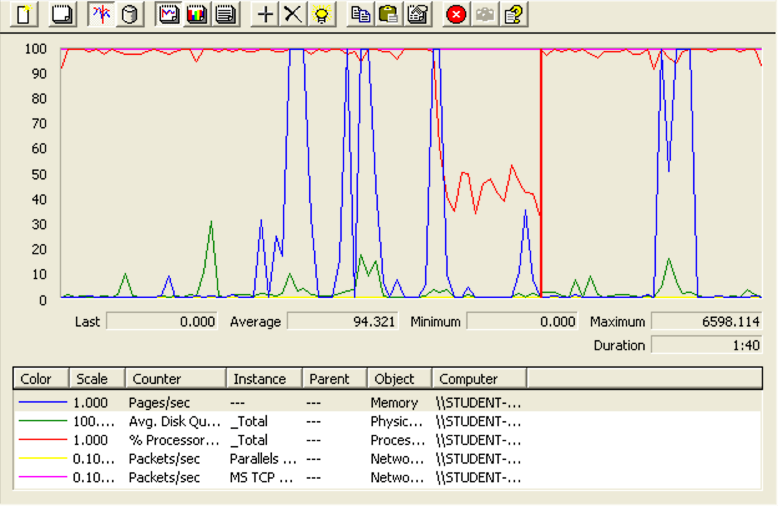 100
90
80
70
60
50
40
30
20
10
0
Last 0.000 Average 94.321 Minimum 0.000 Maximum 6598.114
Duration 1:40
Color Scale Counter Instance Parent Object Computer
1.000 Pages/sec --- --- Memory \\STUDENT-...
100.... Avg. Disk Qu... _Total --- Physic... \\STUDENT-...
1.000 % Processor... _Total --- Proces... \\STUDENT-...
0.10... Packets/sec Parallels ... --- Netwo... \\STUDENT-...
0.10... Packets/sec MS TCP ... --- Netwo... \\STUDENT-...